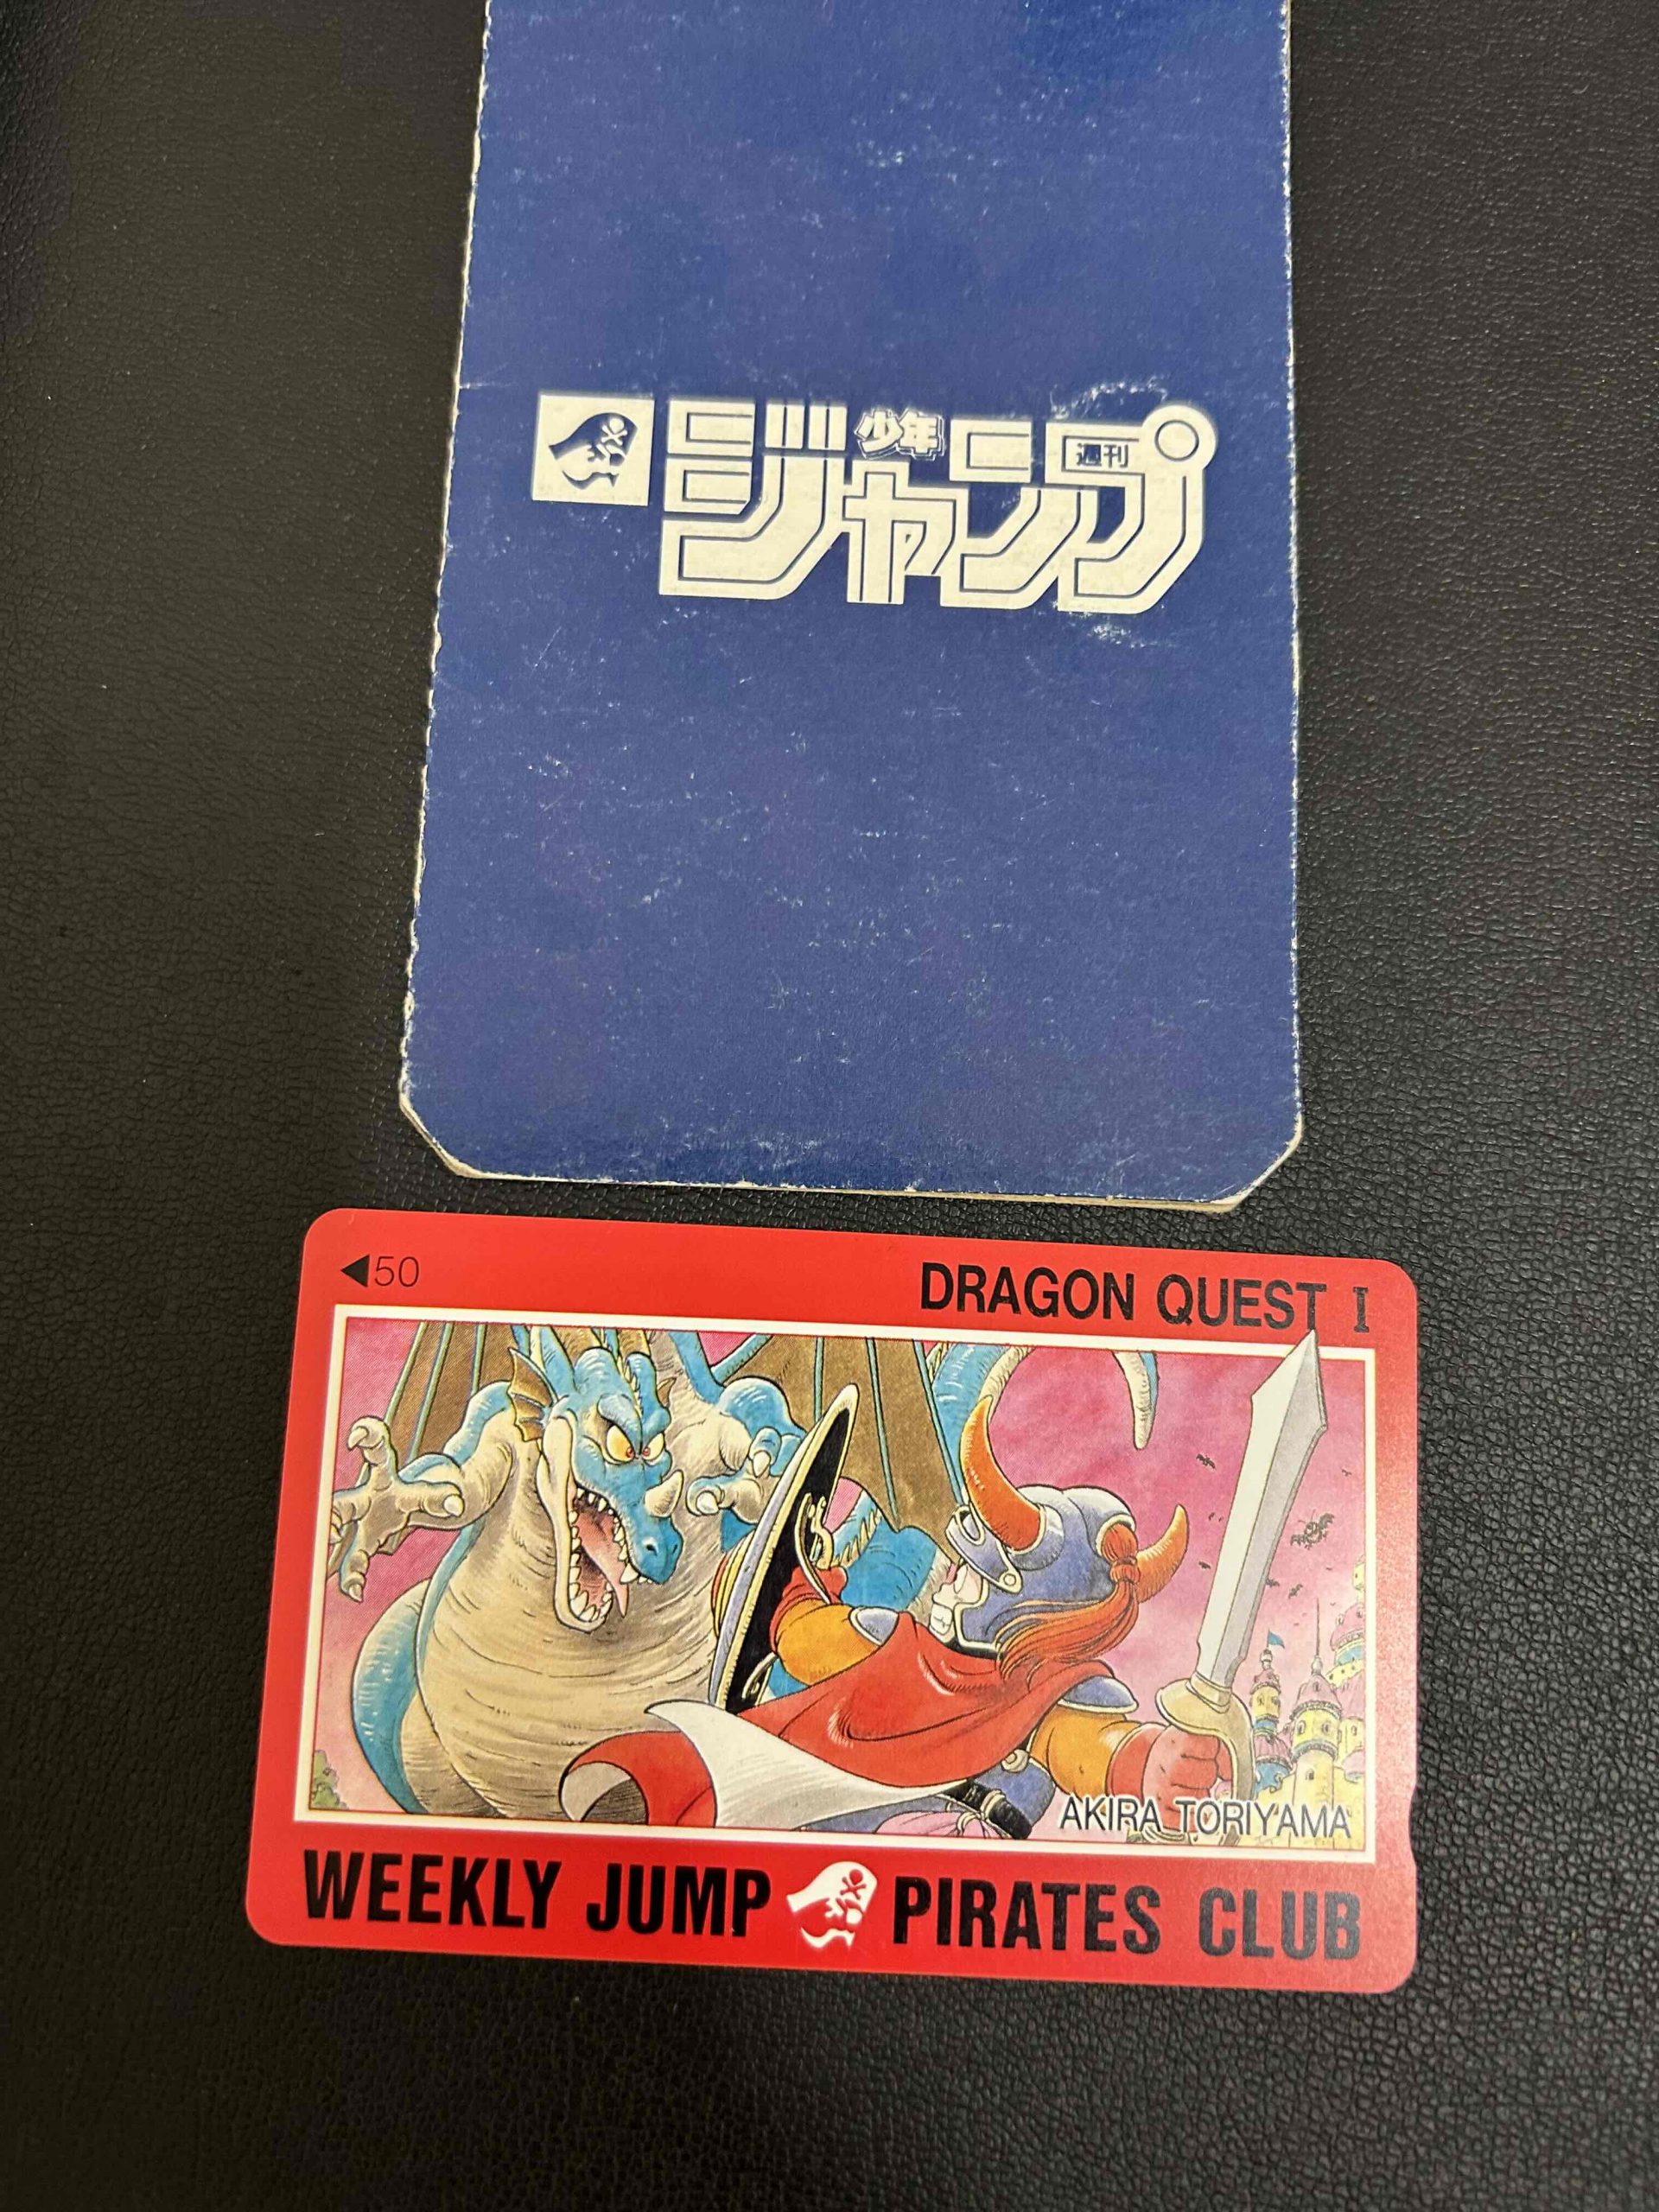 少年
週刊
ジャンプ
◀50
DRAGON QUEST I
AKIRA TORIYAMA
WEEKLY JUMP PIRATES CLUB